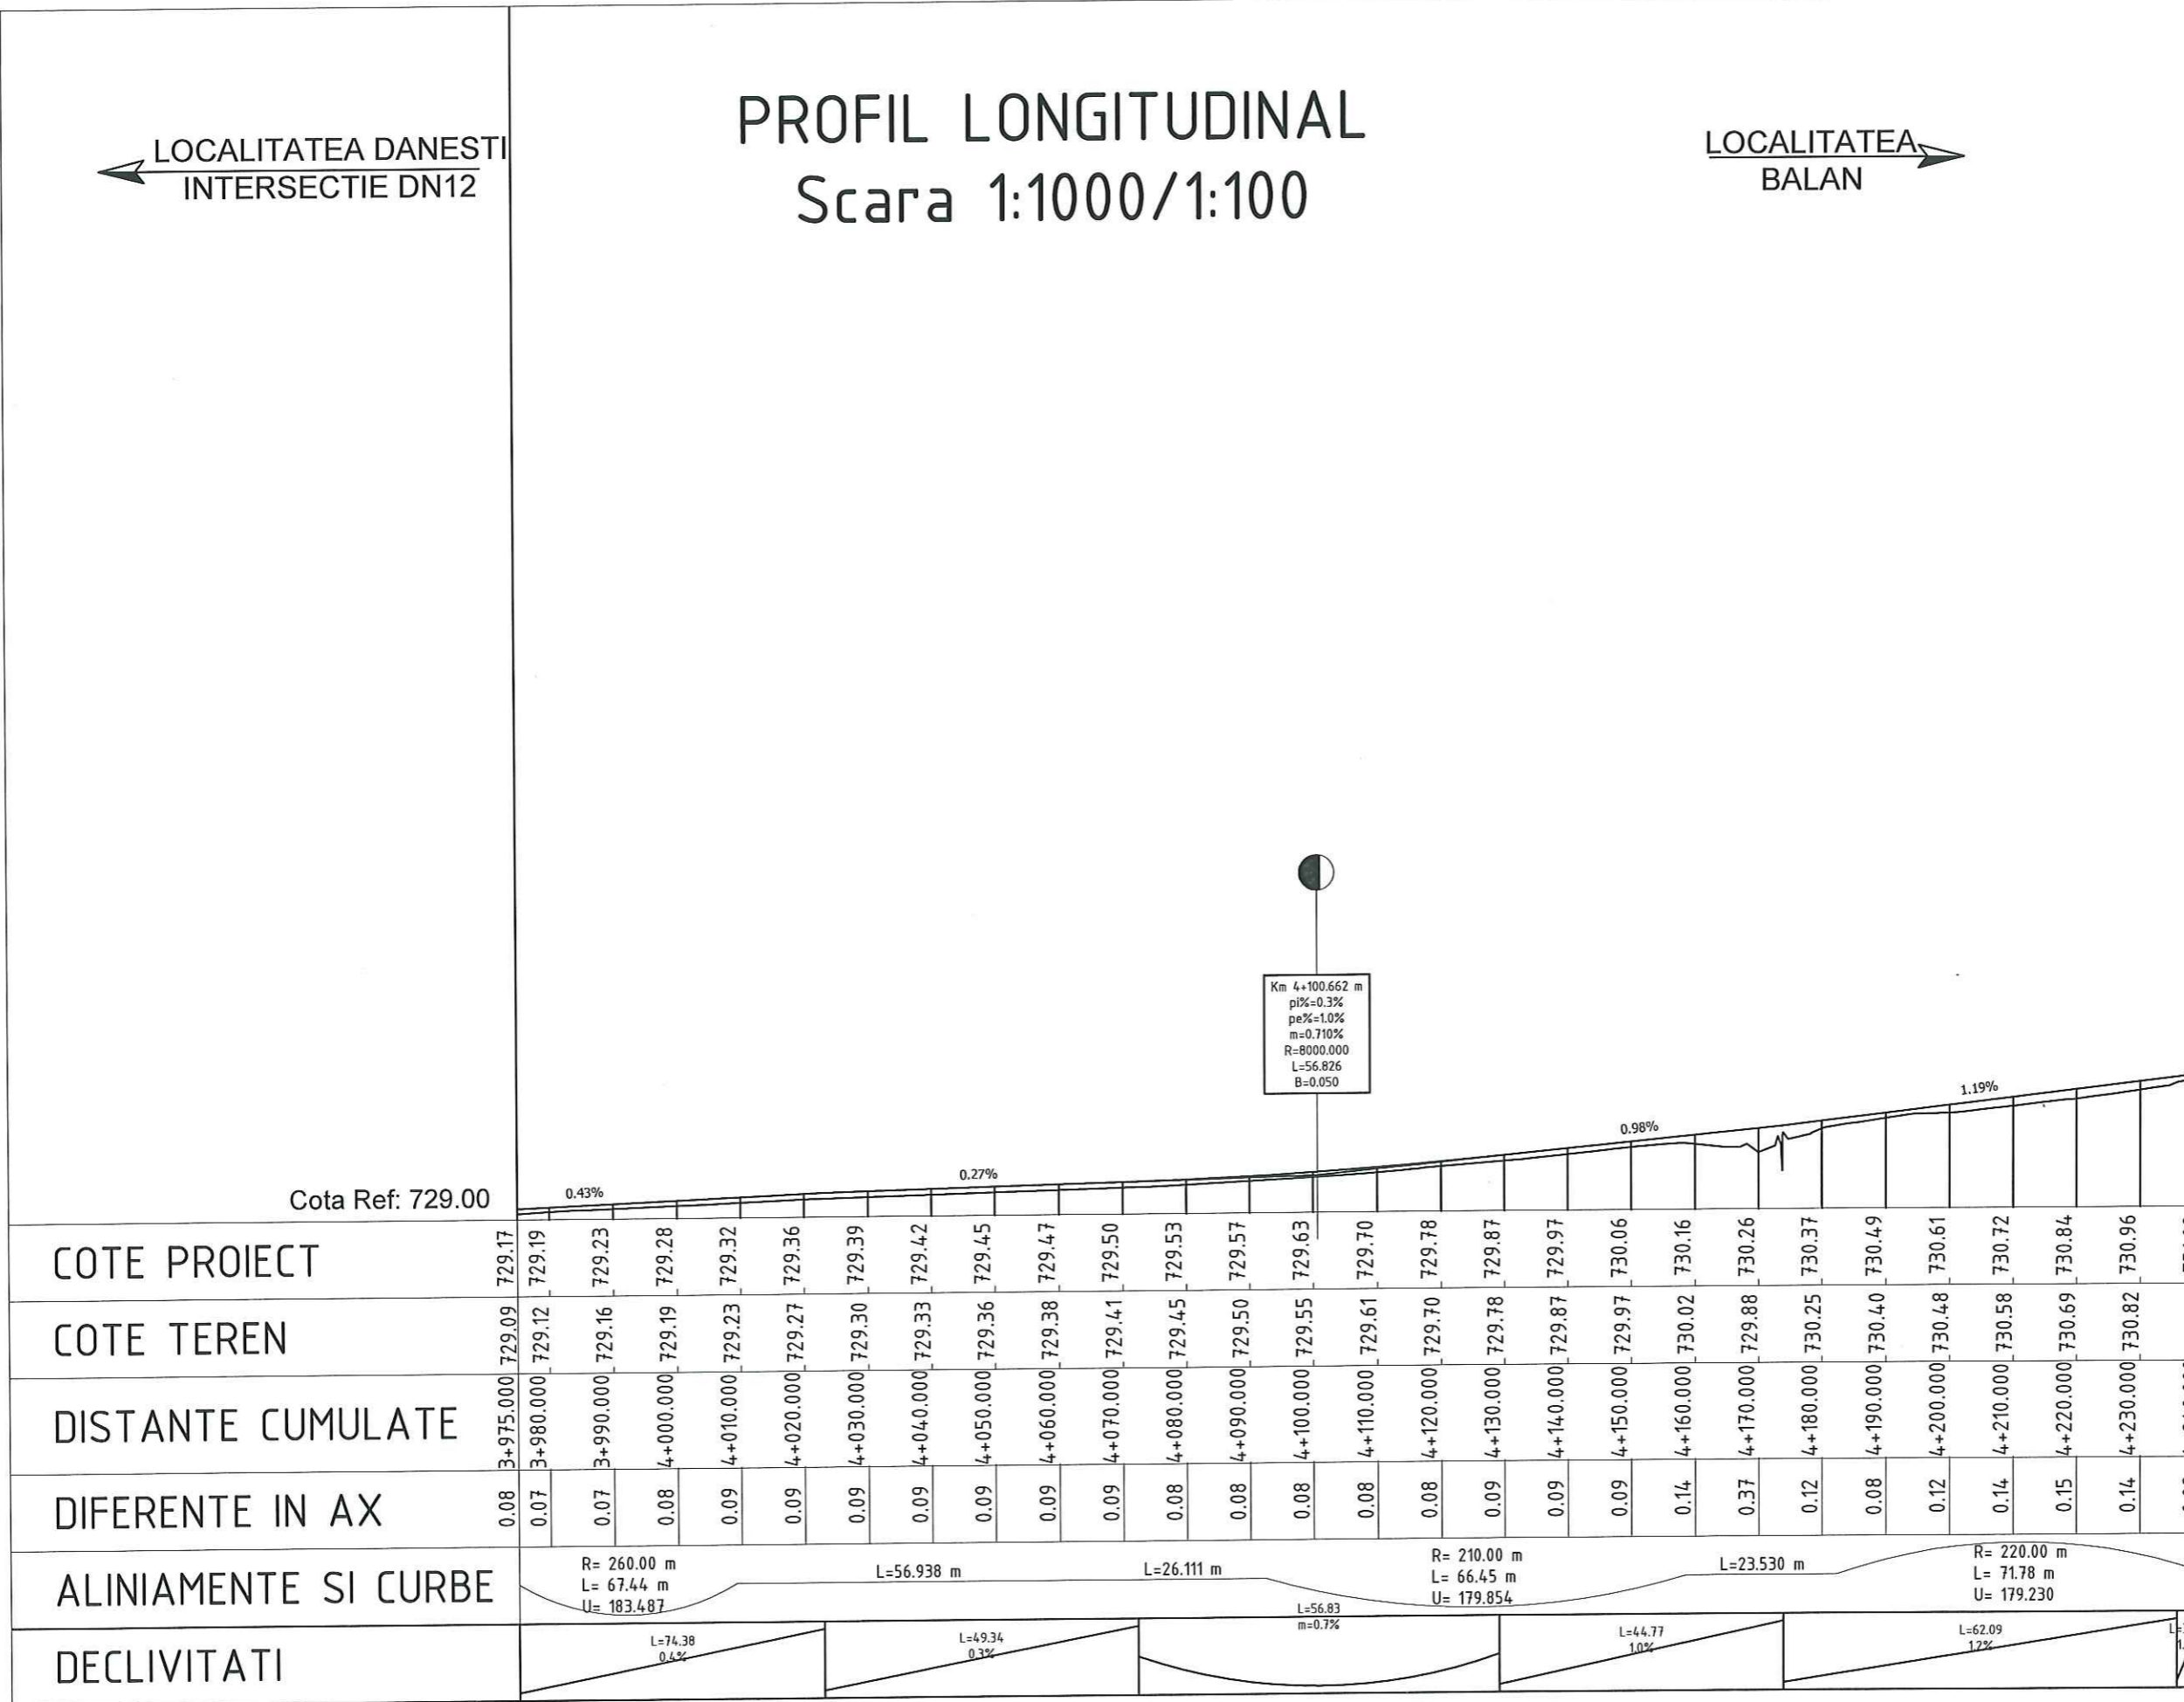 PROFIL LONGITUDINAL
Scara 1:1000/1:100
LOCALITATEA DANESTI
INTERSECTIE DN12
LOCALITATEA
BALAN
Km 4+100.662 m
pi%=0.3%
pe%=1.0%
m=0.710%
R=8000.000
L=56.826
B=0.050
0.43% 0.27% 0.98% 1.19%
Cota Ref: 729.00
COTE PROIECT 729.17 729.19 729.23 729.28 729.32 729.36 729.39 729.42 729.45 729.47 729.50 729.53 729.57 729.63 729.70 729.78 729.87 729.97 730.06 730.16 730.26 730.37 730.49 730.61 730.72 730.84 730.96
COTE TEREN 729.09 729.12 729.16 729.19 729.23 729.27 729.30 729.33 729.36 729.38 729.41 729.45 729.50 729.55 729.61 729.70 729.78 729.87 729.97 730.02 729.88 730.25 730.40 730.48 730.58 730.69 730.82
DISTANTE CUMULATE 3+975.000 3+980.000 3+990.000 4+000.000 4+010.000 4+020.000 4+030.000 4+040.000 4+050.000 4+060.000 4+070.000 4+080.000 4+090.000 4+100.000 4+110.000 4+120.000 4+130.000 4+140.000 4+150.000 4+160.000 4+170.000 4+180.000 4+190.000 4+200.000 4+210.000 4+220.000 4+230.000
DIFERENTE IN AX 0.08 0.07 0.07 0.08 0.09 0.09 0.09 0.09 0.09 0.09 0.09 0.08 0.08 0.08 0.08 0.08 0.09 0.09 0.09 0.14 0.37 0.12 0.08 0.12 0.14 0.15 0.14
ALINIAMENTE SI CURBE
R= 260.00 m
L= 67.44 m
U= 183.487
L=56.938 m
L=26.111 m
R= 210.00 m
L= 66.45 m
U= 179.854
L=23.530 m
R= 220.00 m
L= 71.78 m
U= 179.230
DECLIVITATI
L=74.38
0.4%
L=49.34
0.3%
L=56.83
m=0.7%
L=44.77
1.0%
L=62.09
1.2%